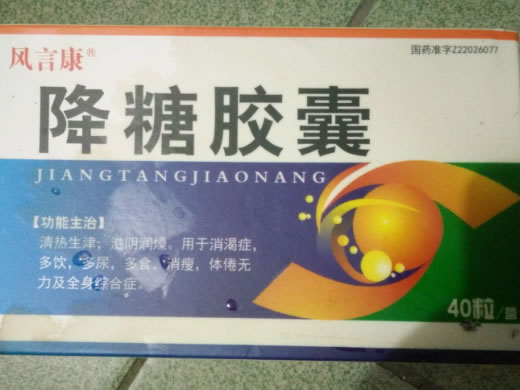 风言康®
国药准字Z22026077
降糖胶囊
JIANGTANGJIAONANG
【功能主治】
清热生津；滋阴润燥。用于消渴症，
多饮，多尿，多食，消瘦，体倦无
力及全身综合症。
40粒/盒